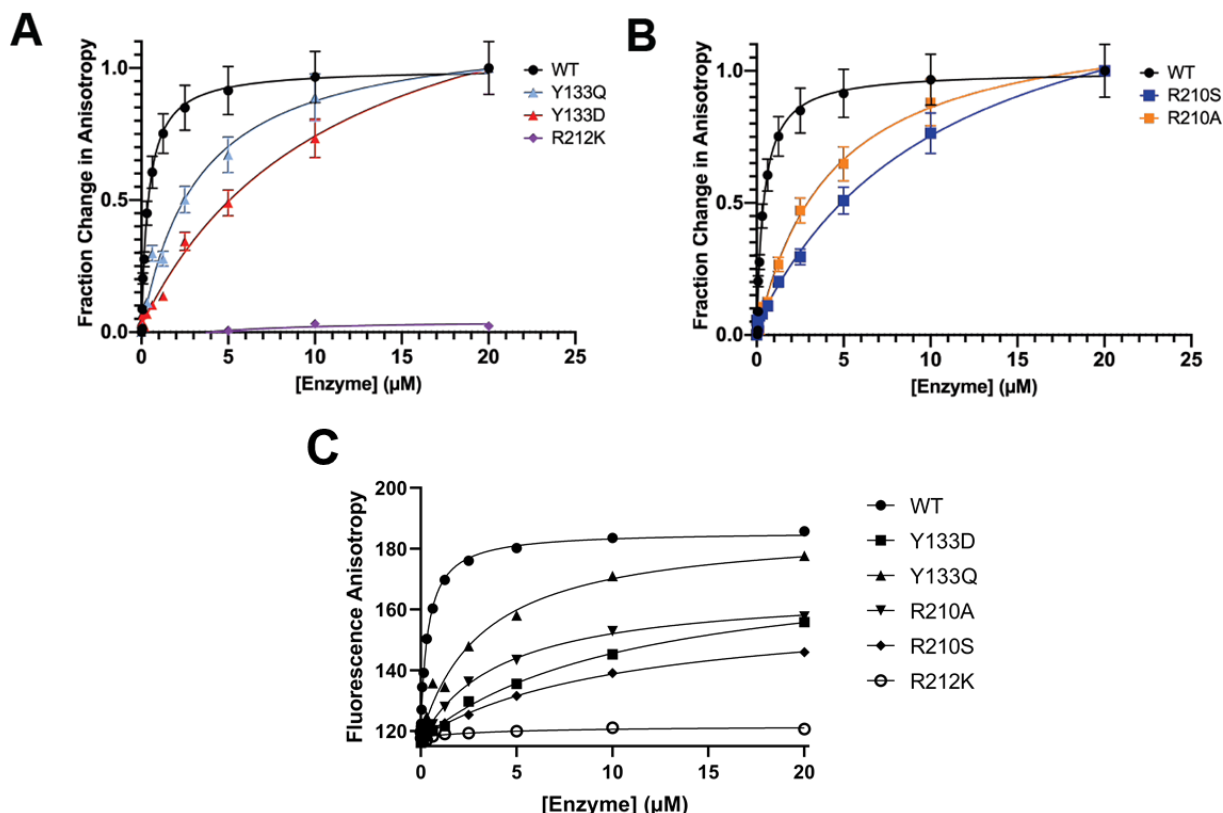 A
Fraction Change in Anisotropy
1.0
0.5
0.0
0
5
10
15
20
25
[Enzyme] (µM)
WT
Y133Q
Y133D
R212K
B
Fraction Change in Anisotropy
1.0
0.5
0.0
0
5
10
15
20
25
[Enzyme] (µM)
WT
R210S
R210A
C
Fluorescence Anisotropy
200
180
160
140
120
0
5
10
15
20
[Enzyme] (µM)
WT
Y133D
Y133Q
R210A
R210S
R212K